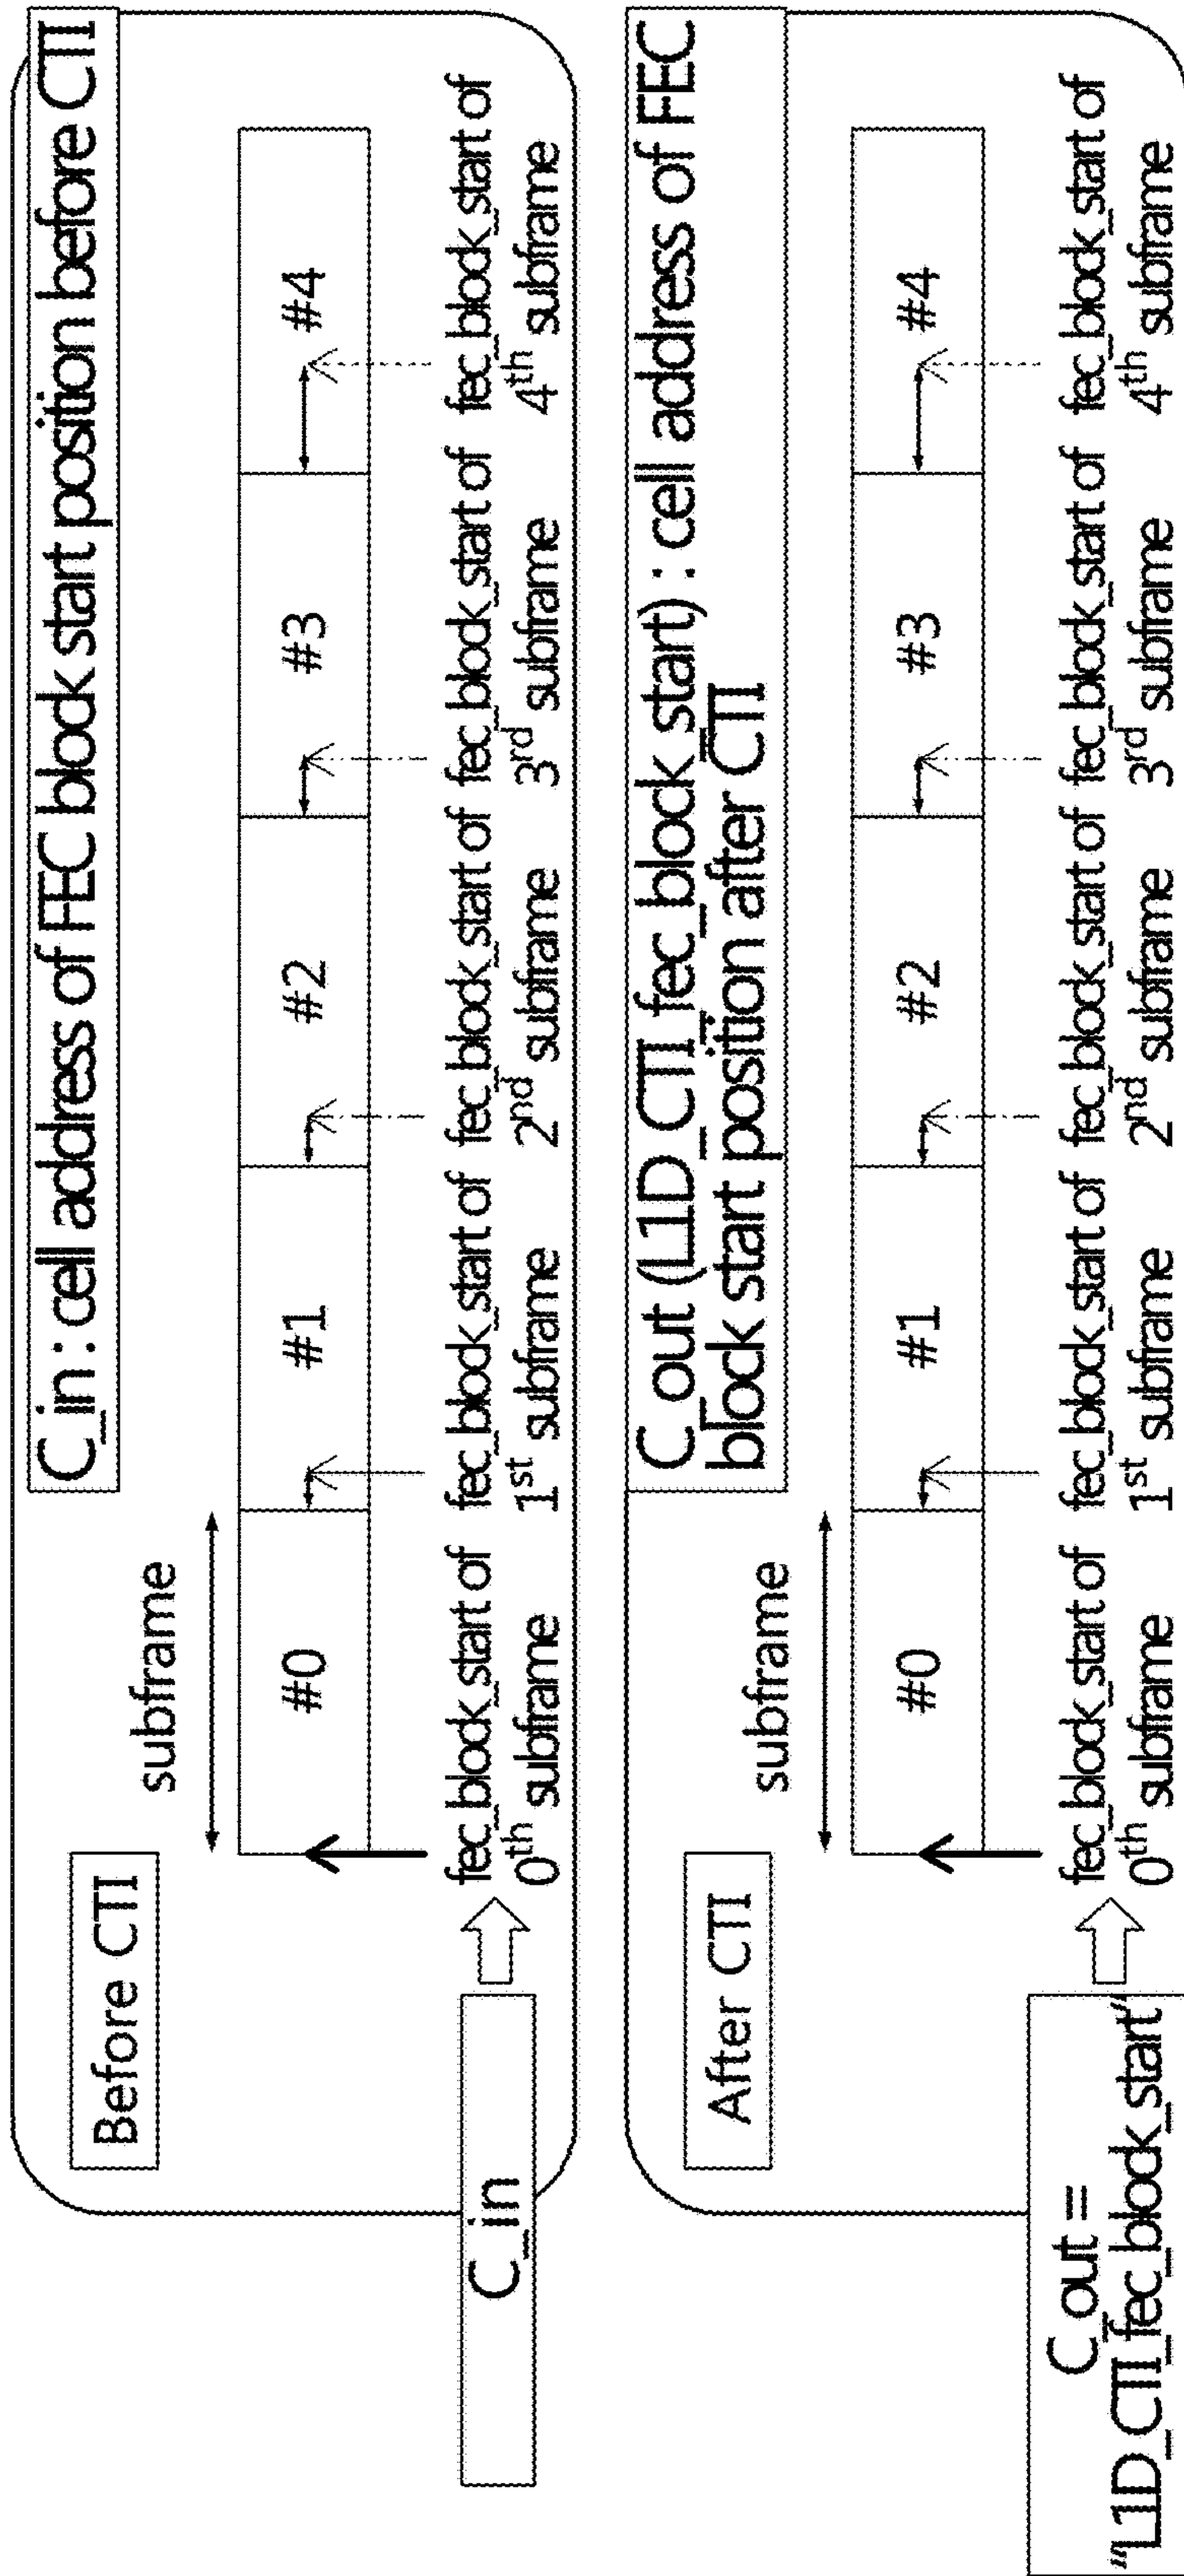 C_in : cell address of FEC block start position before CTI
Before CTI
subframe
#0
#1
#2
#3
#4
C_in
fec_block_start of
0th subframe
fec_block_start of
1st subframe
fec_block_start of
2nd subframe
fec_block_start of
3rd subframe
fec_block_start of
4th subframe
C_out (L1D_CTI_fec_block_start) : cell address of FEC
block start position after CTI
After CTI
subframe
#0
#1
#2
#3
#4
C_out =
“L1D_CTI_fec_block_start”
fec_block_start of
0th subframe
fec_block_start of
1st subframe
fec_block_start of
2nd subframe
fec_block_start of
3rd subframe
fec_block_start of
4th subframe